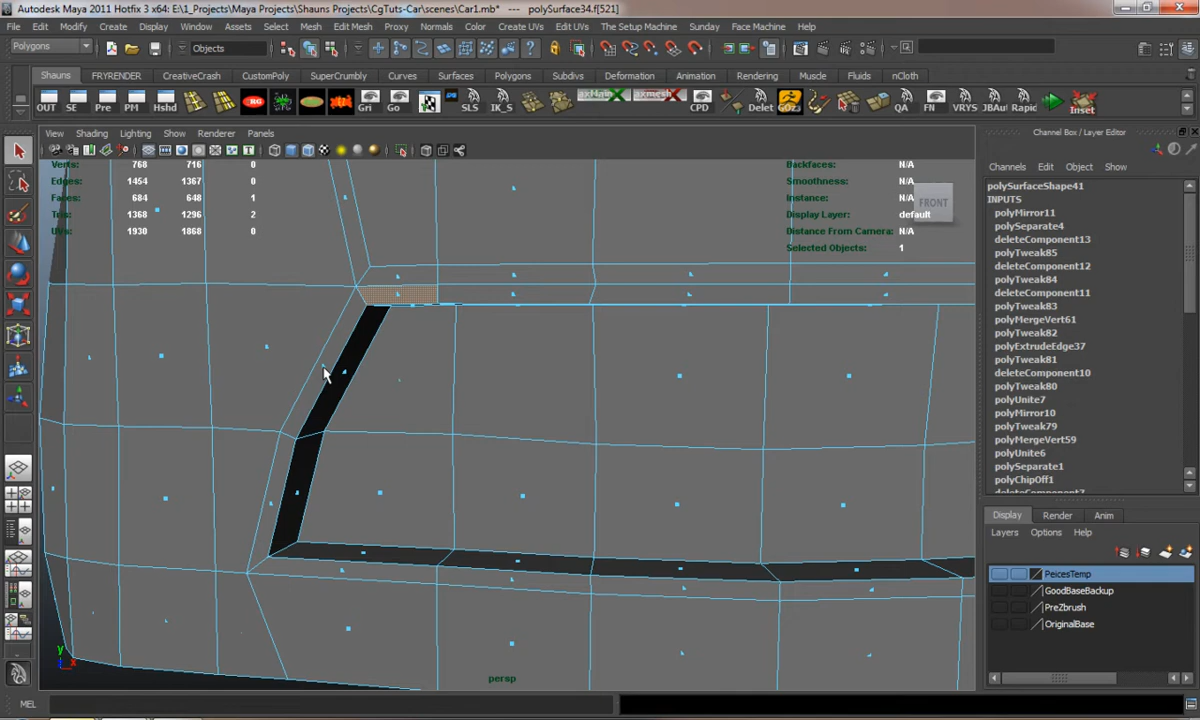 Autodesk Maya 2011 Hotfix 3 x64: E:\1_Projects\Maya Projects\Shauns Projects\CgTuts-Car\scenes\Car1.mb* --- polySurface34.f[521]
File Edit Modify Create Display Window Assets Select Mesh Edit Mesh Proxy Normals Color Create UVs Edit UVs Sunday Face Mesh Help
Polygons Objects
Shauns FRYRENDER CreativeCrash CustomPoly SuperCrumbly Curves Surfaces Polygons Subdivs Deformation Animation Rendering Muscle Fluids nCloth
OUT SE Pre PM Hshd Gri Go SLS IK_S CPD Delet GOz3 QA FN VRYS JBAu Rapid Inset
View Shading Lighting Show Renderer Panels
Channel Box / Layer Editor
Channels Edit Object Show
Verts: 768 716 0
Edges: 1454 1367 0
Faces: 684 648 1
Tris: 1368 1296 2
UVs: 1930 1868 0
Backfaces: N/A
Smoothness: N/A
Instance: N/A
Display Layer: default
Distance From Camera: N/A
Selected Objects: 1
FRONT
polySurfaceShape41
INPUTS
polyMirror11
polySeparate4
deleteComponent13
polyTweak85
deleteComponent12
polyTweak84
deleteComponent11
polyTweak83
polyMergeVert61
polyTweak82
polyExtrudeEdge37
polyTweak81
deleteComponent10
polyTweak80
polyUnite7
polyMirror10
polyTweak79
polyMergeVert59
polyUnite6
polySeparate1
polyChipOff1
deleteComponent7
Display Render Anim
Layers Options Help
PeicesTemp
GoodBaseBackup
PreZbrush
OriginalBase
y
x
persp
MEL